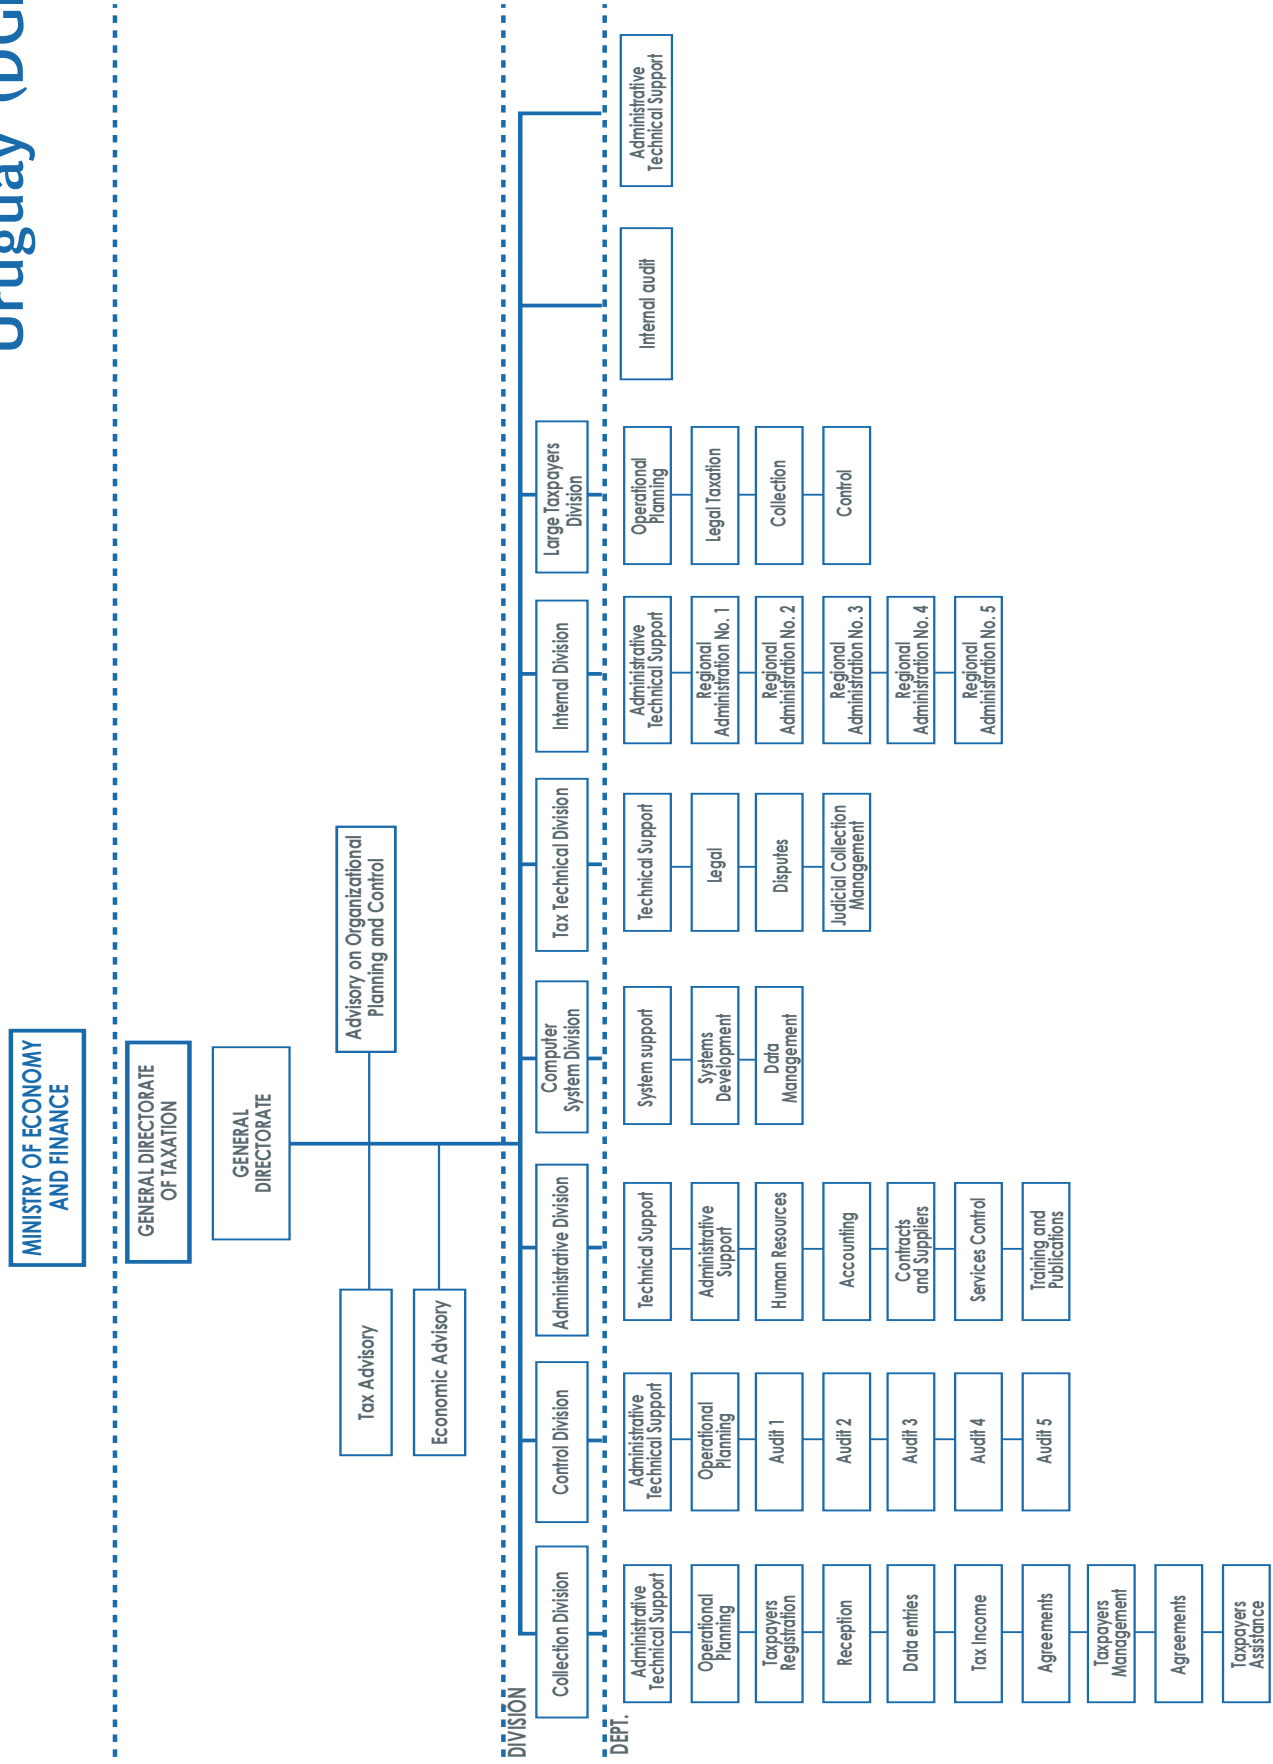 Uruguay (DGI
MINISTRY OF ECONOMY
AND FINANCE
GENERAL DIRECTORATE
OF TAXATION
GENERAL
DIRECTORATE
Tax Advisory
Advisory on Organizational
Planning and Control
Economic Advisory
DIVISION
Collection Division
Control Division
Administrative Division
Computer
System Division
Tax Technical Division
Internal Division
Large Taxpayers
Division
DEPT.
Administrative
Technical Support
Operational
Planning
Taxpayers
Registration
Reception
Data entries
Tax Income
Agreements
Taxpayers
Management
Agreements
Taxpayers
Assistance
Administrative
Technical Support
Operational
Planning
Audit 1
Audit 2
Audit 3
Audit 4
Audit 5
Technical Support
Administrative
Support
Human Resources
Accounting
Contracts
and Suppliers
Services Control
Training and
Publications
System support
Systems
Development
Data
Management
Technical Support
Legal
Disputes
Judicial Collection
Management
Administrative
Technical Support
Regional
Administration No. 1
Regional
Administration No. 2
Regional
Administration No. 3
Regional
Administration No. 4
Regional
Administration No. 5
Operational
Planning
Legal Taxation
Collection
Control
Internal audit
Administrative
Technical Support